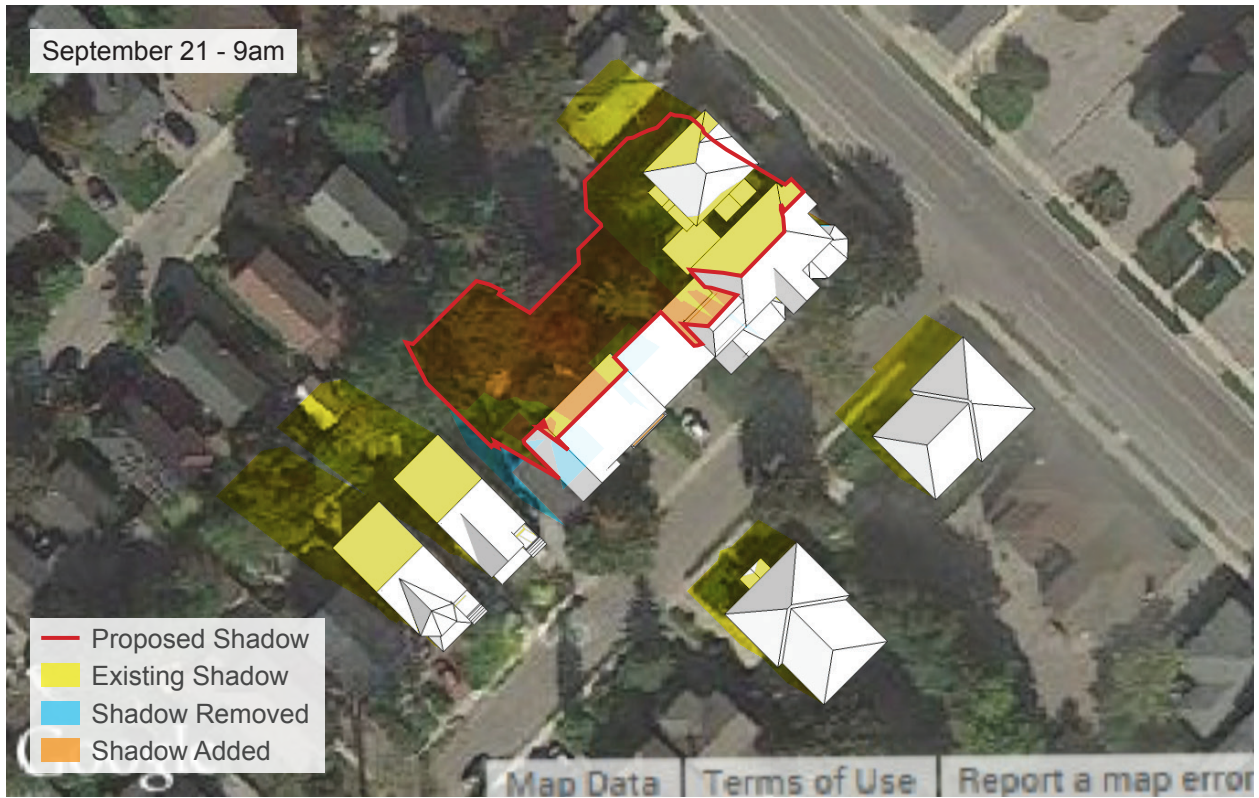 September 21 - 9am
Proposed Shadow
Existing Shadow
Shadow Removed
Shadow Added
Google
Map Data
Terms of Use
Report a map error